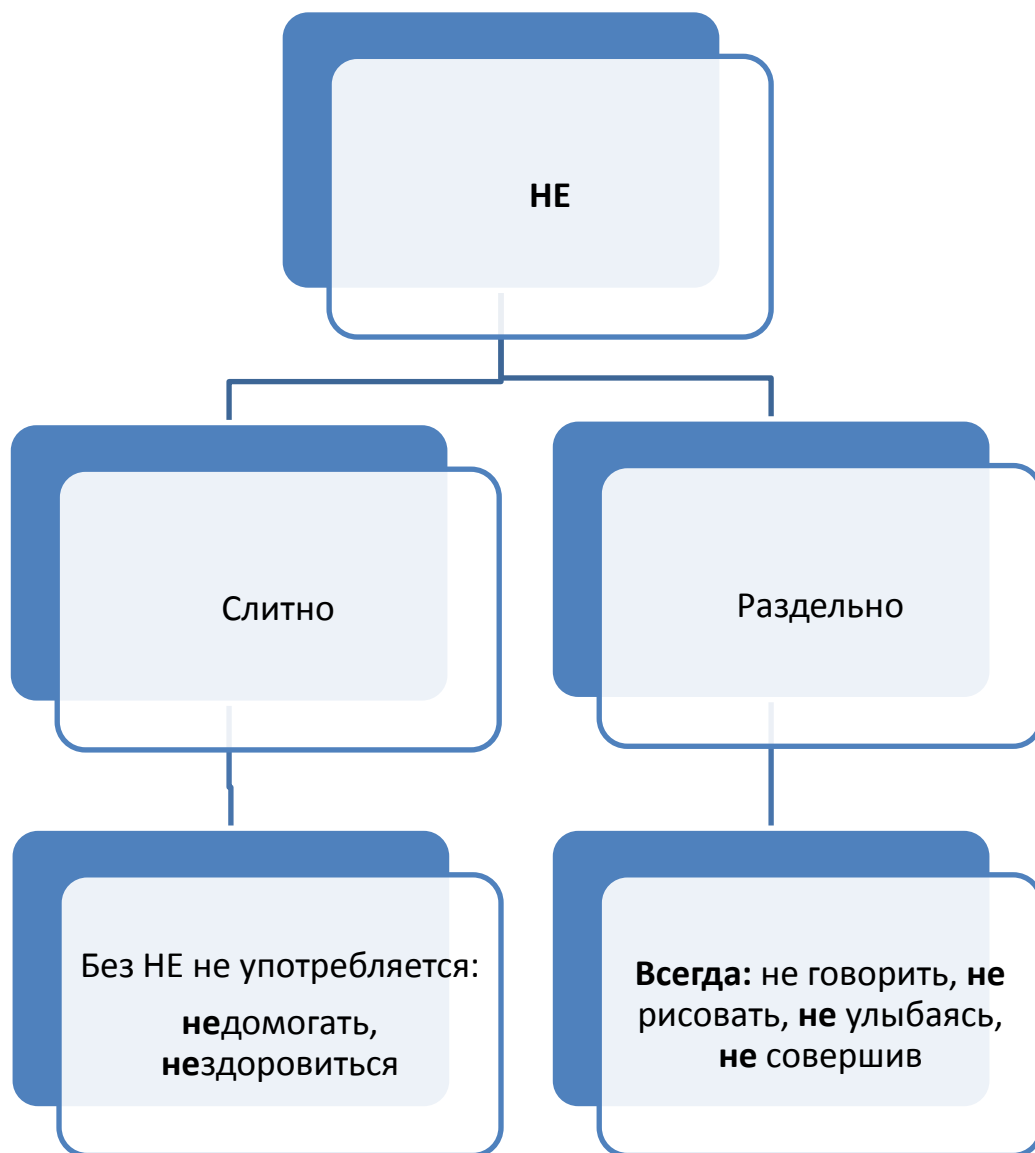 НЕ
Слитно
Раздельно
Без НЕ не употребляется:
недомогать,
нездоровиться
Всегда: не говорить, не
рисовать, не улыбаясь,
не совершив